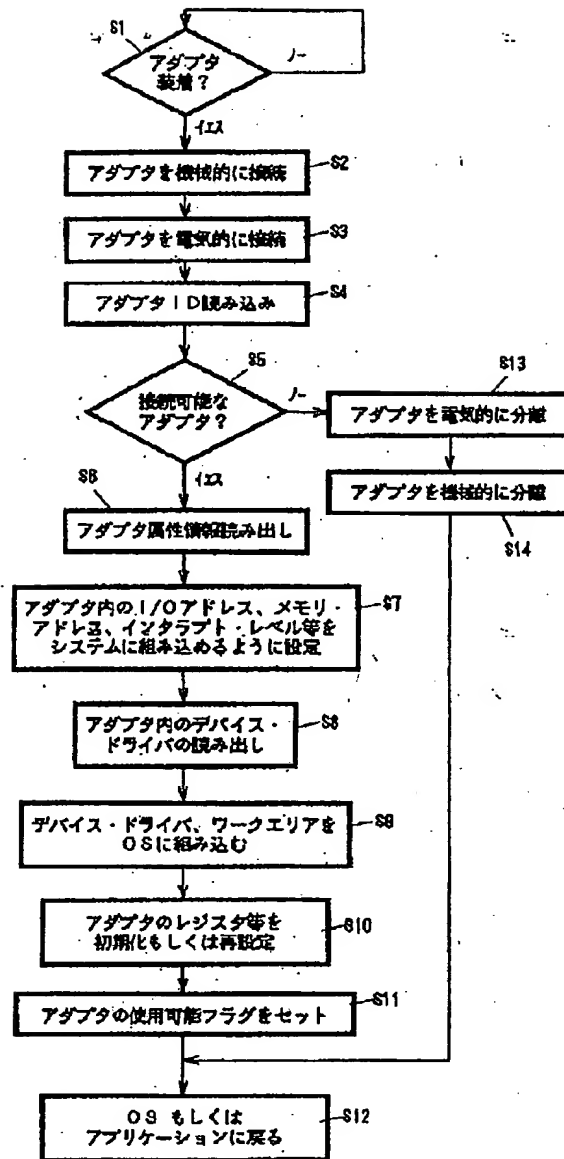 S1
アダプタ
装着？
ノー
イエス
アダプタを機械的に接続
S2
アダプタを電気的に接続
S3
アダプタID読み込み
S4
S5
接続可能な
アダプタ？
ノー
イエス
S13
アダプタを電気的に分離
アダプタを機械的に分離
S14
S6
アダプタ属性情報読み出し
アダプタ内のI/Oアドレス、メモリ・
アドレス、インタラプト・レベル等を
システムに組み込めるように設定
S7
アダプタ内のデバイス・
ドライバの読み出し
S8
デバイス・ドライバ、ワークエリアを
OSに組み込む
S9
アダプタのレジスタ等を
初期化もしくは再設定
S10
アダプタの使用可能フラグをセット
S11
OSもしくは
アプリケーションに戻る
S12